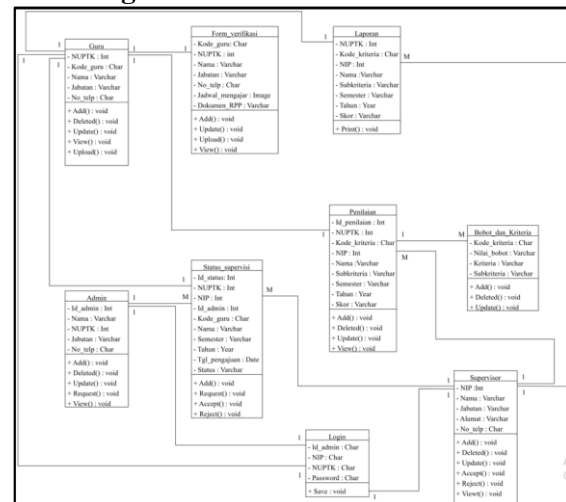 Guru
- NUPTK : Int
- Kode_guru : Char
- Nama : Varchar
- Jabatan : Varchar
- No_telp : Char
+ Add() : void
+ Deleted() : void
+ Update() : void
+ View() : void
+ Upload() : void
Form_verifikasi
- Kode_guru : Char
- NUPTK : int
- Nama : Varchar
- Jabatan : Varchar
- No_telp : Char
- Jadwal_mengajar : Image
- Dokumen_RPP : Varchar
+ Add() : void
+ Update() : void
+ Upload() : void
+ View() : void
Laporan
- NUPTK : Int
- Kode_kriteria : Char
- NIP : Int
- Nama :Varchar
- Subkriteria : Varchar
- Semester : Varchar
- Tahun : Year
- Skor : Varchar
+ Print() : void
Penilaian
- Id_penilaian : Int
- NUPTK : Int
- Kode_kriteria : Char
- NIP : Int
- Nama :Varchar
- Subkriteria : Varchar
- Semester : Varchar
- Tahun : Year
- Skor : Varchar
+ Add() : void
+ Deleted() : void
+ Update() : void
+ View() : void
Bobot_dan_Kriteria
- Kode_kriteria : Char
- Nilai_bobot : Varchar
- Kriteria : Varchar
- Subkriteria : Varchar
+ Add() : void
+ Deleted() : void
+ Update() : void
Status_supervisi
- Id_status : Int
- NUPTK : Int
- NIP : Int
- Id_admin : Int
- Kode_guru : Char
- Nama : Varchar
- Semester : Varchar
- Tahun : Year
- Tgl_pengajuan : Date
- Status : Varchar
+ Add() : void
+ Request() : void
+ Accept() : void
+ Reject() : void
Admin
- Id_admin : Int
- Nama : Varchar
- NUPTK : Int
- Jabatan : Varchar
- No_telp : Char
+ Add() : void
+ Deleted() : void
+ Update() : void
+ Request() : void
+ View() : void
Supervisor
- NIP :Int
- Nama : Varchar
- Jabatan : Varchar
- Alamat : Varchar
- No_telp : Char
+ Add() : void
+ Deleted() : void
+ Update() : void
+ Accept() : void
+ Reject() : void
+ View() : void
Login
- Id_admin : Char
- NIP : Char
- NUPTK : Char
- Password : Char
+ Save : void
1
1
1
1
1
1
M
1
1
M
M
1
M
M
1
1
1
1
1
1
1
1
1